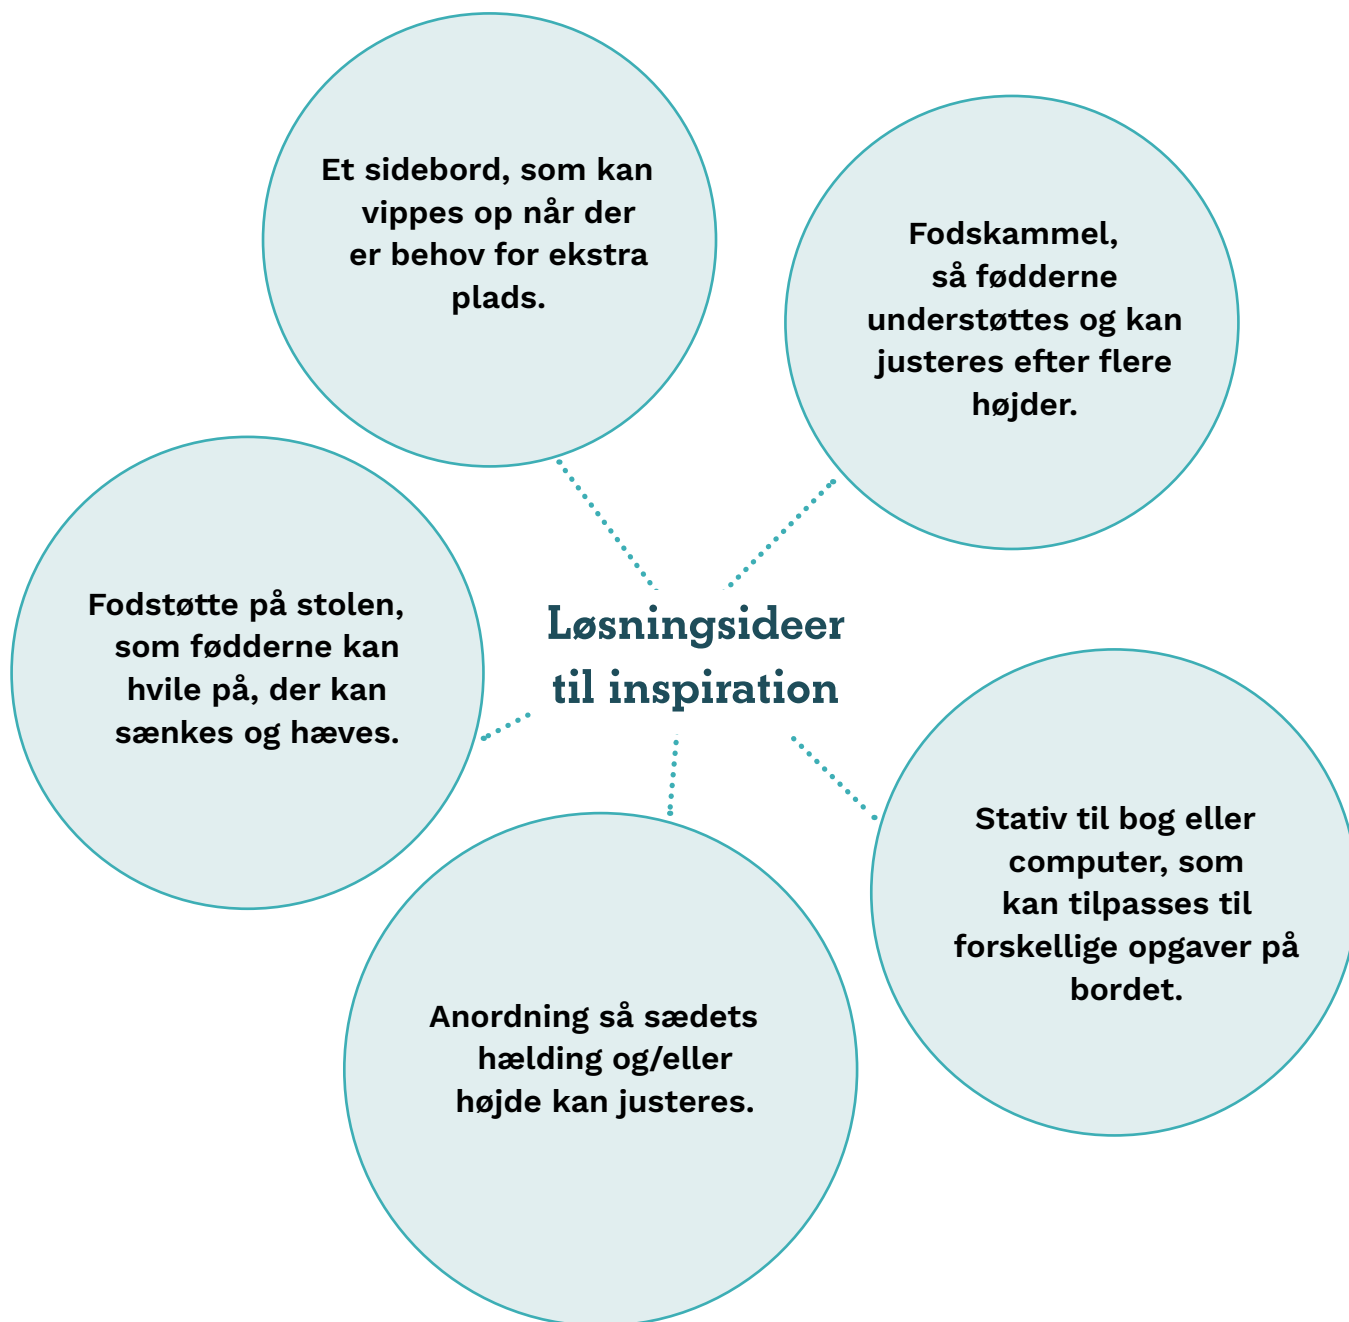 Et sidebord, som kan
vippes op når der
er behov for ekstra
plads.
Fodskammel,
så fødderne
understøttes og kan
justeres efter flere
højder.
Fodstøtte på stolen,
som fødderne kan
hvile på, der kan
sænkes og hæves.
Løsningsideer
til inspiration
Stativ til bog eller
computer, som
kan tilpasses til
forskellige opgaver på
bordet.
Anordning så sædets
hælding og/eller
højde kan justeres.